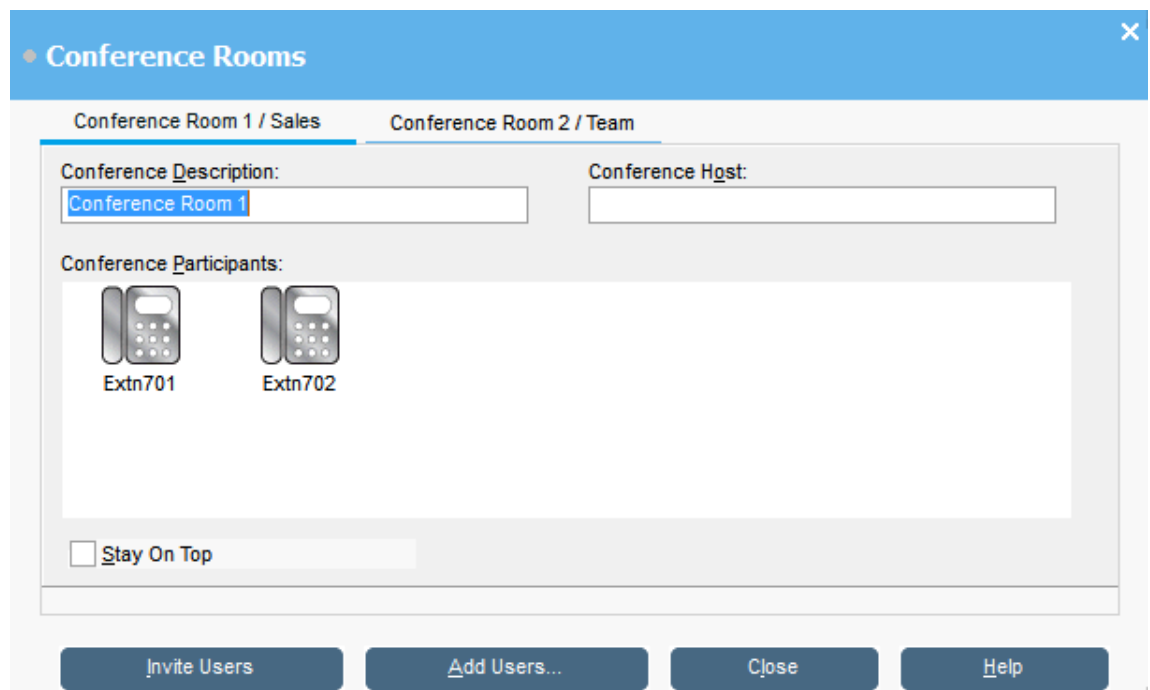 Conference Rooms
Conference Room 1 / Sales
Conference Room 2 / Team
Conference Description:
Conference Host:
Conference Room 1
Conference Participants:
Extn701
Extn702
Stay On Top
Invite Users
Add Users...
Close
Help